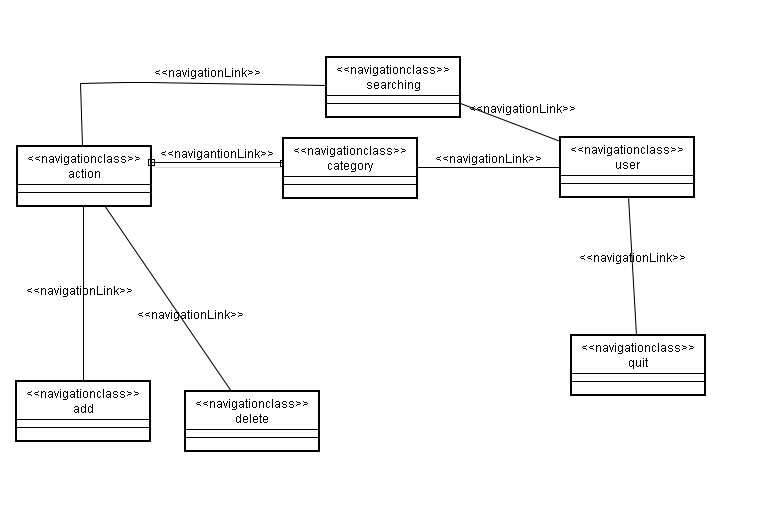 <<navigationLink>>
<<navigationclass>>
searching
<<navigationLink>>
<<navigationclass>>
action
<<navigantionLink>>
<<navigationclass>>
category
<<navigationLink>>
<<navigationclass>>
user
<<navigationLink>>
<<navigationLink>>
<<navigationLink>>
<<navigationclass>>
quit
<<navigationclass>>
add
<<navigationclass>>
delete